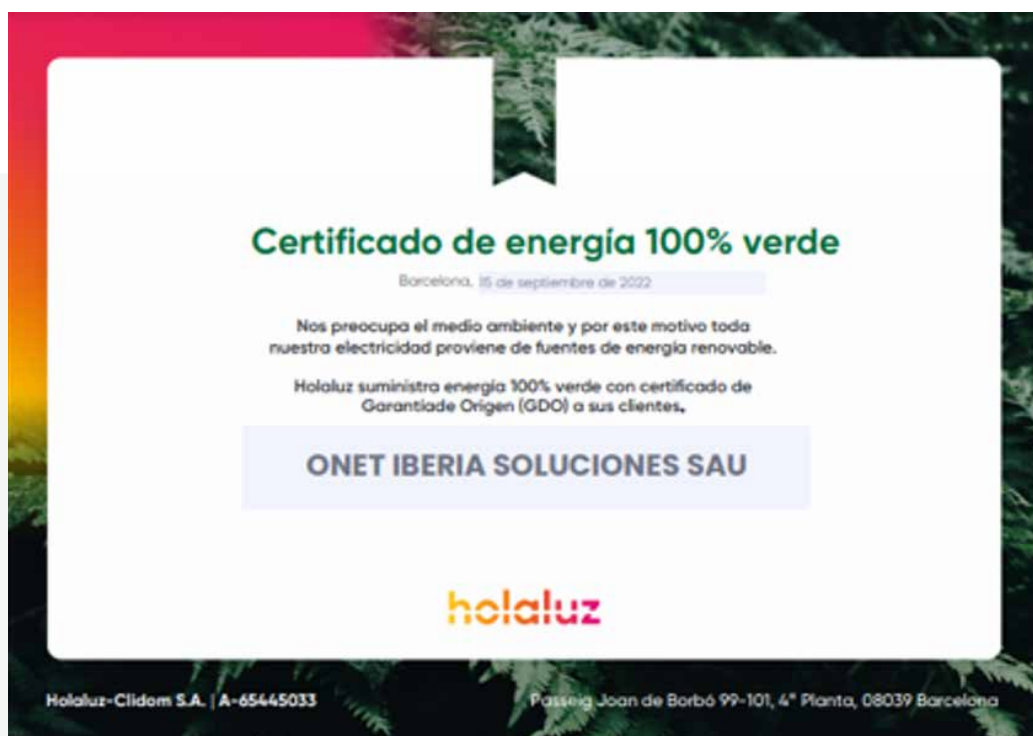 Certificado de energía 100% verde
Barcelona, 15 de septiembre de 2022
Nos preocupa el medio ambiente y por este motivo toda
nuestra electricidad proviene de fuentes de energía renovable.
Holaluz suministra energía 100% verde con certificado de
Garantiade Origen (GDO) a sus clientes,
ONET IBERIA SOLUCIONES SAU
holaluz
Holaluz-Clidom S.A. | A-65445033
Passeig Joan de Borbó 99-101, 4ª Planta, 08039 Barcelona